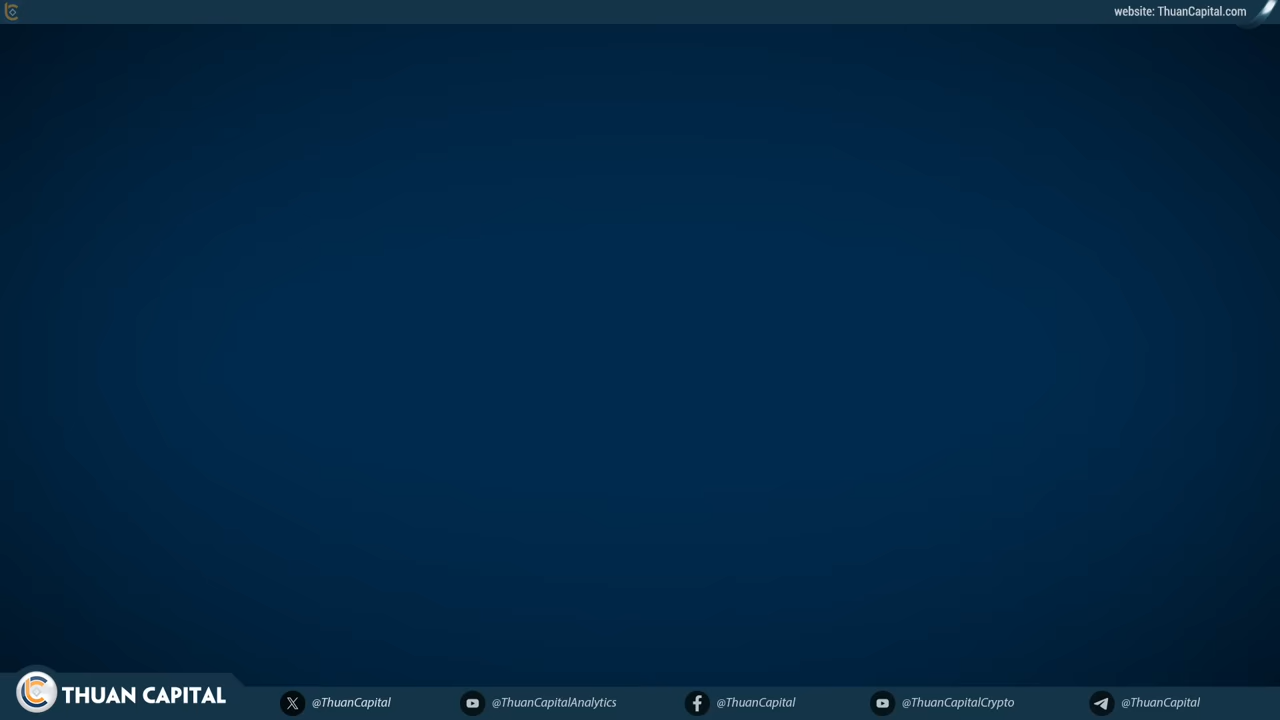 website: ThuanCapital.com
THUAN CAPITAL
@ThuanCapital
@ThuanCapitalAnalytics
@ThuanCapital
@ThuanCapitalCrypto
@ThuanCapital